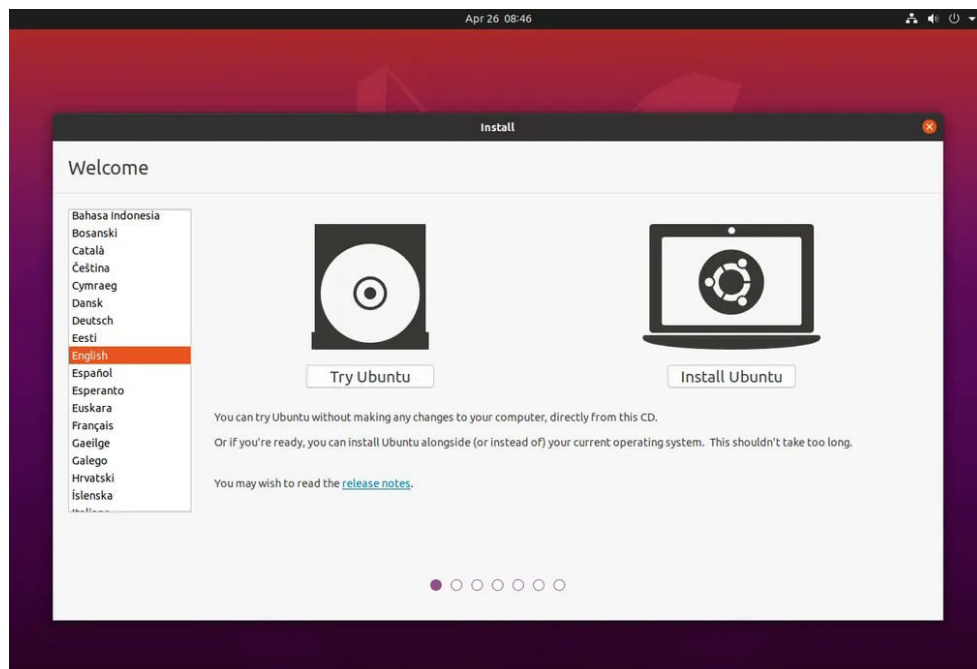 Apr 26 08:46
Install
Welcome
Bahasa Indonesia
Bosanski
Català
Čeština
Cymraeg
Dansk
Deutsch
Eesti
English
Español
Esperanto
Euskara
Français
Gaeilge
Galego
Hrvatski
Íslenska
Try Ubuntu
Install Ubuntu
You can try Ubuntu without making any changes to your computer, directly from this CD.
Or if you're ready, you can install Ubuntu alongside (or instead of) your current operating system. This shouldn't take too long.
You may wish to read the release notes.